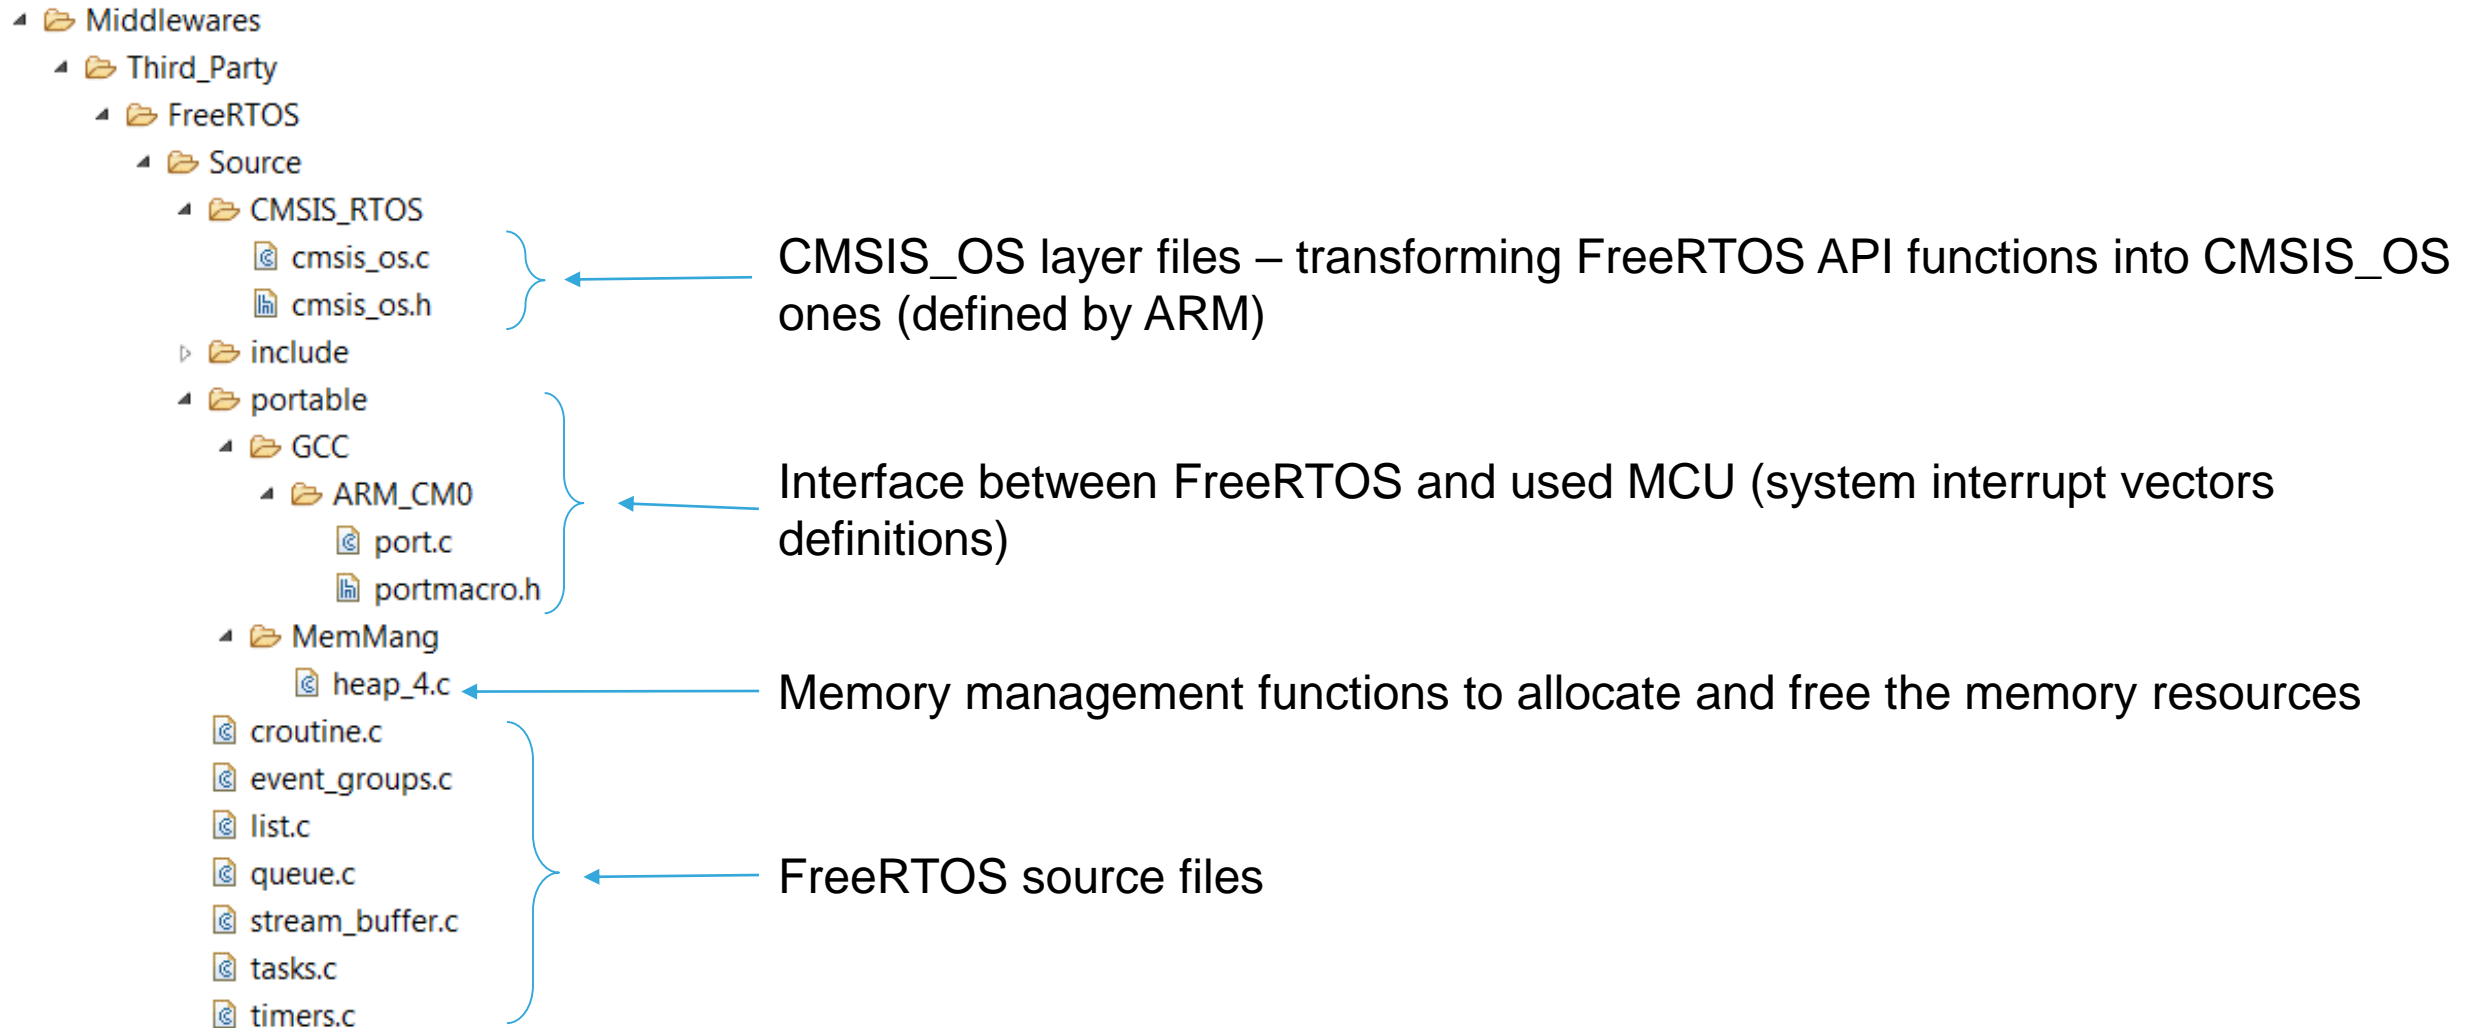 Middlewares
Third_Party
FreeRTOS
Source
CMSIS_RTOS
cmsis_os.c
cmsis_os.h
include
portable
GCC
ARM_CM0
port.c
portmacro.h
MemMang
heap_4.c
croutine.c
event_groups.c
list.c
queue.c
stream_buffer.c
tasks.c
timers.c
CMSIS_OS layer files – transforming FreeRTOS API functions into CMSIS_OS
ones (defined by ARM)
Interface between FreeRTOS and used MCU (system interrupt vectors
definitions)
Memory management functions to allocate and free the memory resources
FreeRTOS source files